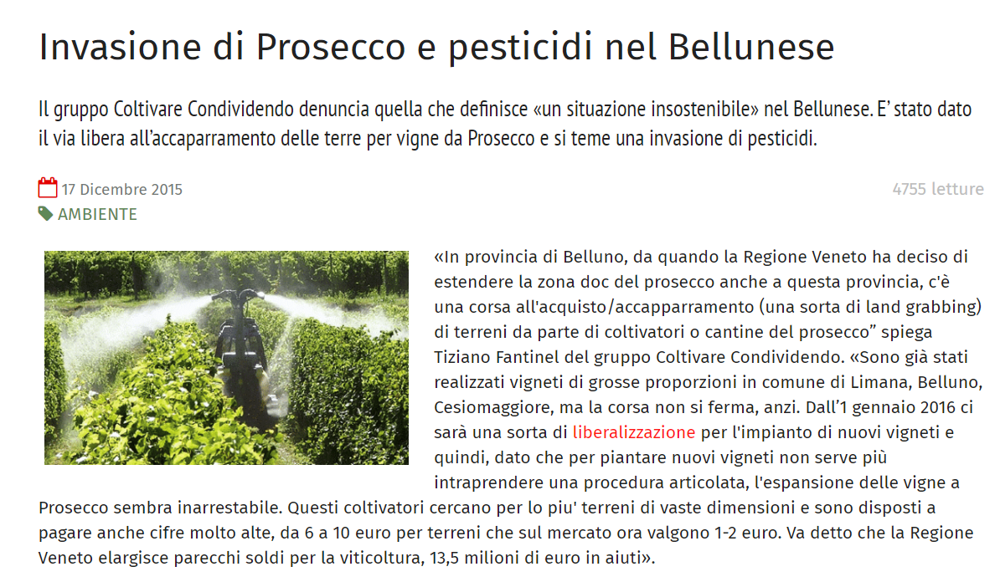 Invasione di Prosecco e pesticidi nel Bellunese
Il gruppo Coltivare Condividendo denuncia quella che definisce «un situazione insostenibile» nel Bellunese. E’ stato dato
il via libera all’accaparramento delle terre per vigne da Prosecco e si teme una invasione di pesticidi.
17 Dicembre 2015
4755 letture
AMBIENTE
«In provincia di Belluno, da quando la Regione Veneto ha deciso di
estendere la zona doc del prosecco anche a questa provincia, c'è
una corsa all'acquisto/accapparramento (una sorta di land grabbing)
di terreni da parte di coltivatori o cantine del prosecco” spiega
Tiziano Fantinel del gruppo Coltivare Condividendo. «Sono già stati
realizzati vigneti di grosse proporzioni in comune di Limana, Belluno,
Cesiomaggiore, ma la corsa non si ferma, anzi. Dall’1 gennaio 2016 ci
sarà una sorta di liberalizzazione per l'impianto di nuovi vigneti e
quindi, dato che per piantare nuovi vigneti non serve più
intraprendere una procedura articolata, l'espansione delle vigne a
Prosecco sembra inarrestabile. Questi coltivatori cercano per lo piu' terreni di vaste dimensioni e sono disposti a
pagare anche cifre molto alte, da 6 a 10 euro per terreni che sul mercato ora valgono 1-2 euro. Va detto che la Regione
Veneto elargisce parecchi soldi per la viticoltura, 13,5 milioni di euro in aiuti».